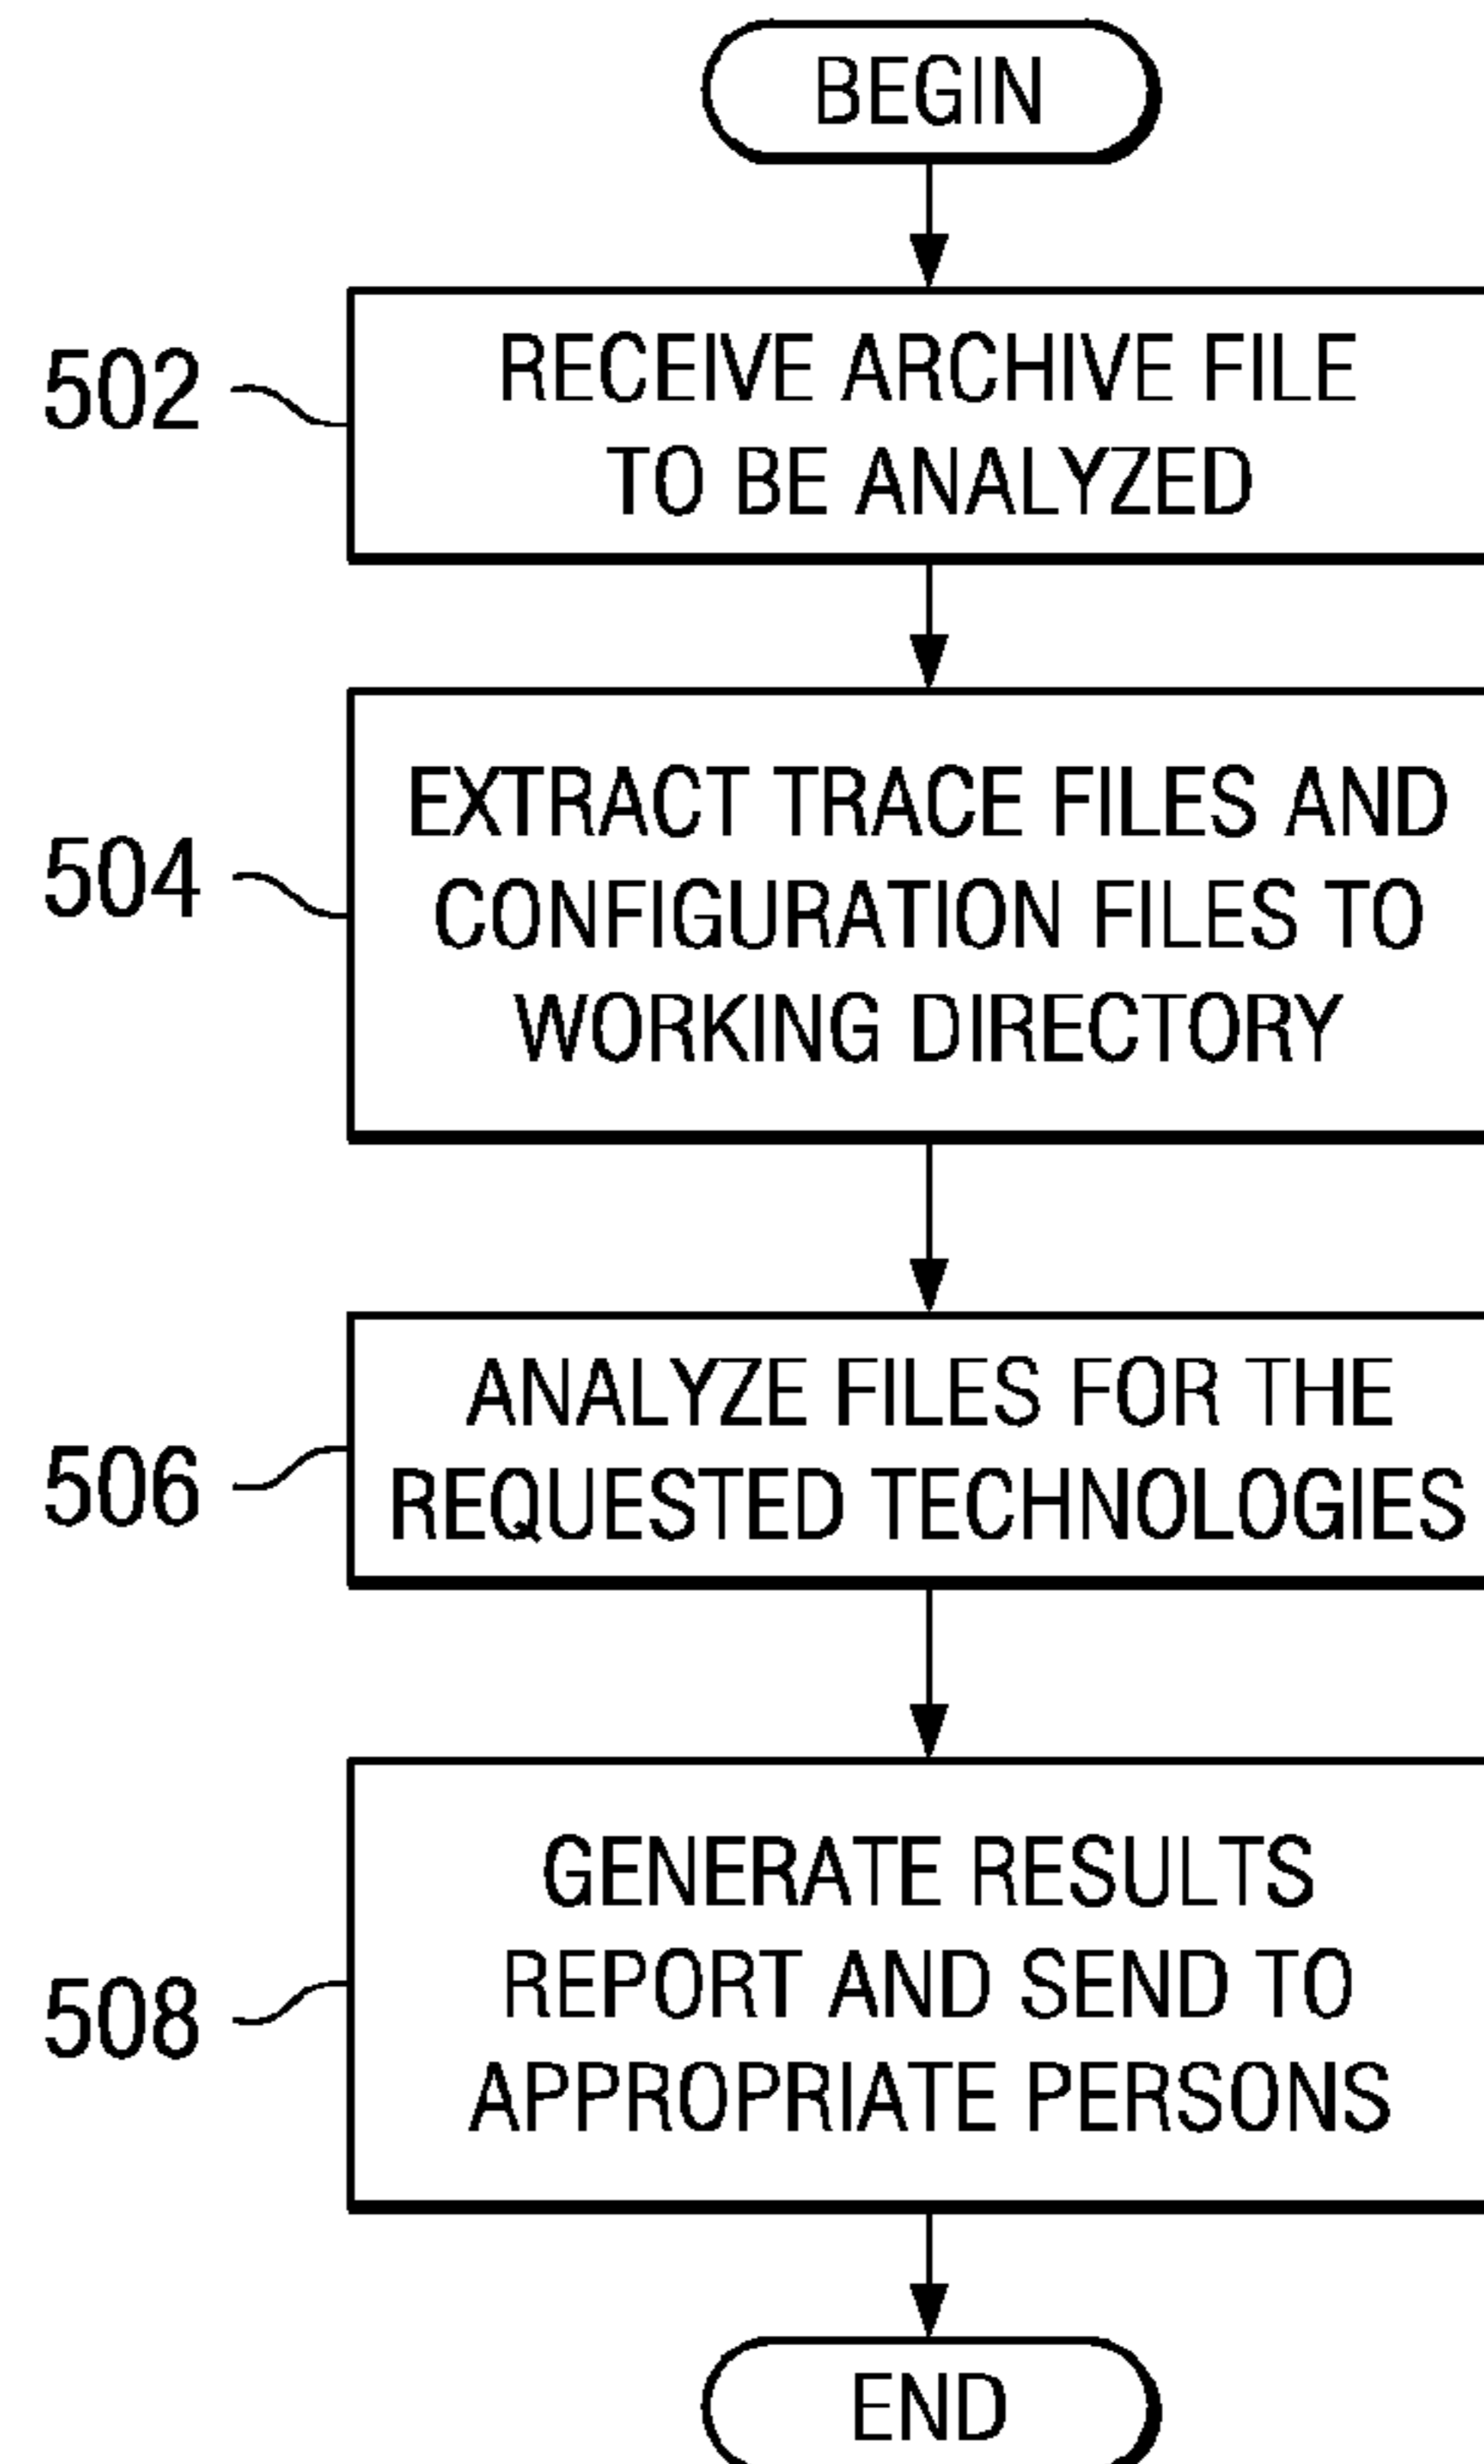 BEGIN
502
RECEIVE ARCHIVE FILE
TO BE ANALYZED
504
EXTRACT TRACE FILES AND
CONFIGURATION FILES TO
WORKING DIRECTORY
506
ANALYZE FILES FOR THE
REQUESTED TECHNOLOGIES
508
GENERATE RESULTS
REPORT AND SEND TO
APPROPRIATE PERSONS
END